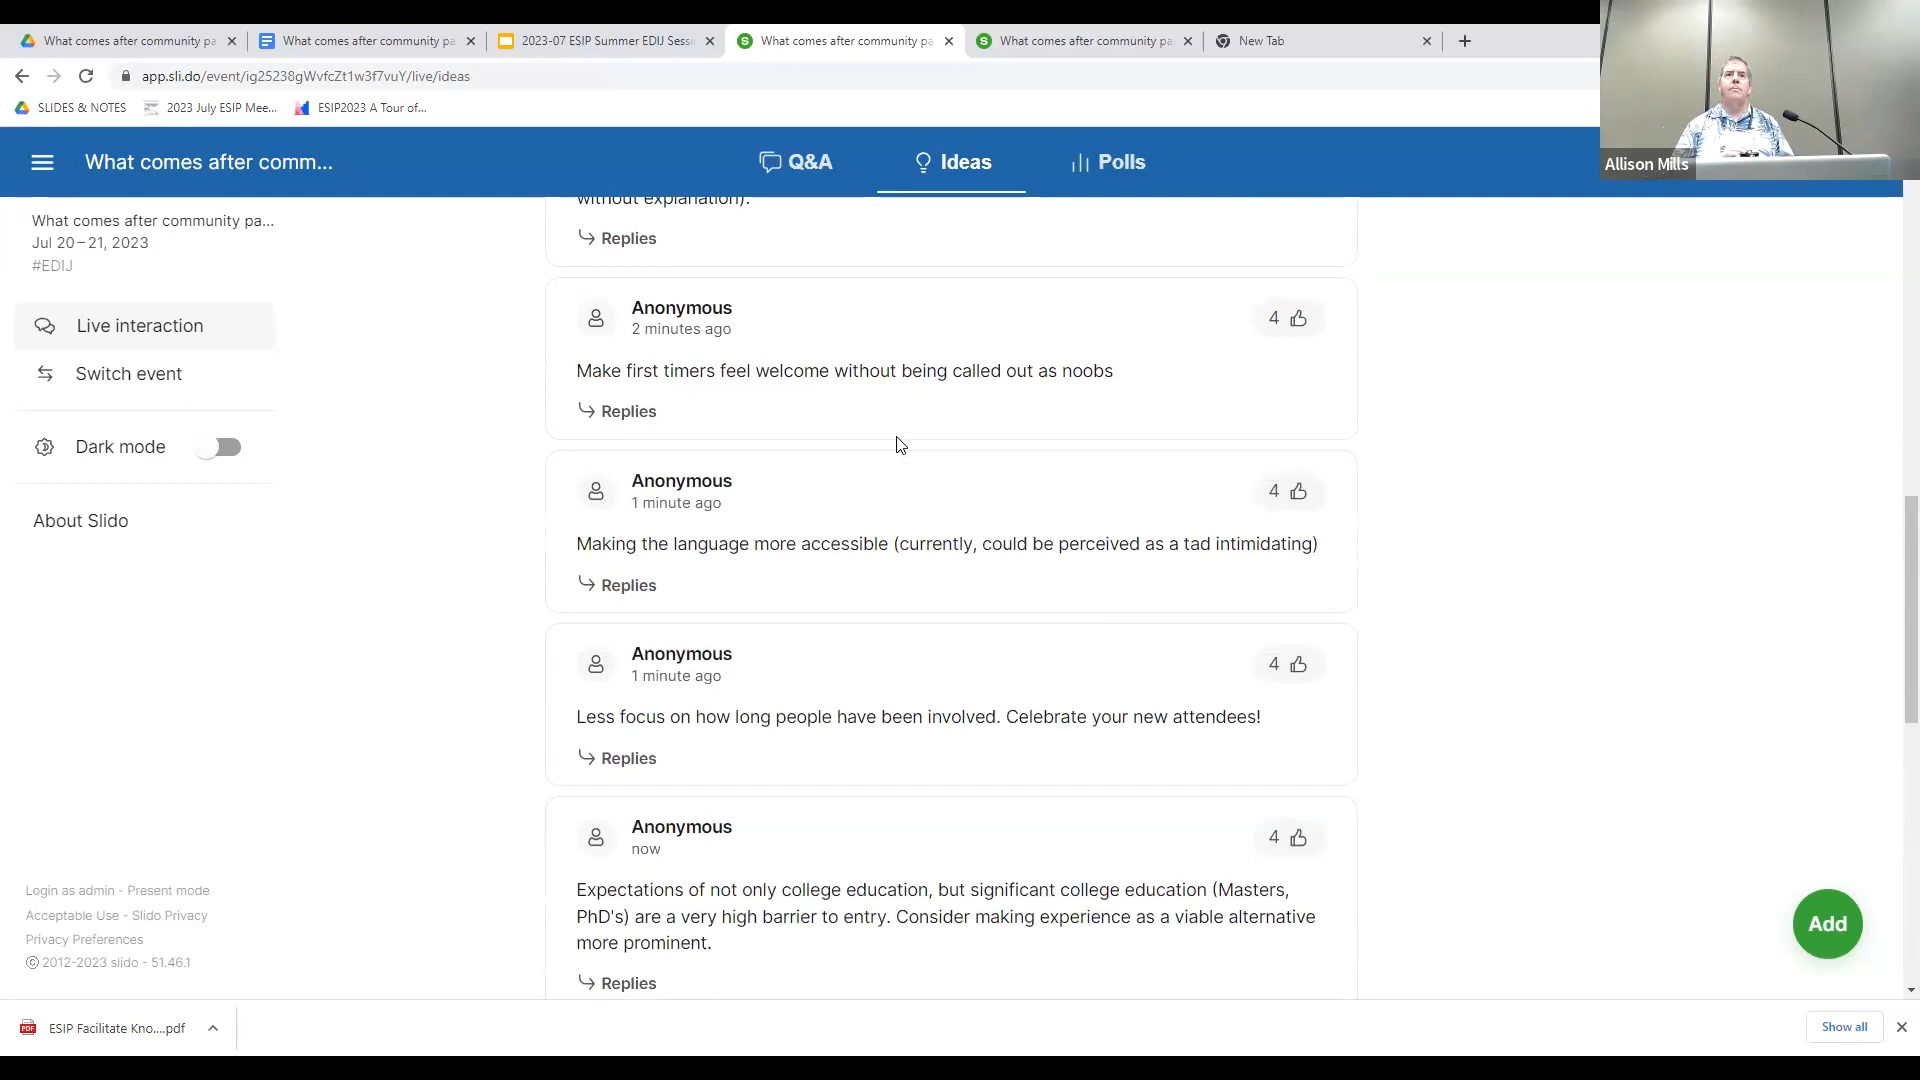 What comes after community pa
What comes after community pa
2023-07 ESIP Summer EDIJ Sessi
What comes after community pa
What comes after community pa
New Tab
app.sli.do/event/ig25238gWvfcZt1w3f7vuY/live/ideas
SLIDES & NOTES
2023 July ESIP Mee...
ESIP2023 A Tour of...
Allison Mills
What comes after comm...
Q&A
Ideas
Polls
What comes after community pa...
Jul 20 – 21, 2023
#EDIJ
Live interaction
Switch event
Dark mode
About Slido
Login as admin - Present mode
Acceptable Use - Slido Privacy
Privacy Preferences
© 2012-2023 slido - 51.46.1
without explanation).
Replies
Anonymous
2 minutes ago
4
Make first timers feel welcome without being called out as noobs
Replies
Anonymous
1 minute ago
4
Making the language more accessible (currently, could be perceived as a tad intimidating)
Replies
Anonymous
1 minute ago
4
Less focus on how long people have been involved. Celebrate your new attendees!
Replies
Anonymous
now
4
Expectations of not only college education, but significant college education (Masters,
PhD's) are a very high barrier to entry. Consider making experience as a viable alternative
more prominent.
Replies
Add
PDF
ESIP Facilitate Kno....pdf
Show all